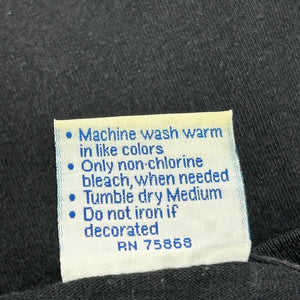 • Machine wash warm
in like colors
• Only non-chlorine
bleach, when needed
• Tumble dry Medium
• Do not iron if
decorated
RN 75868